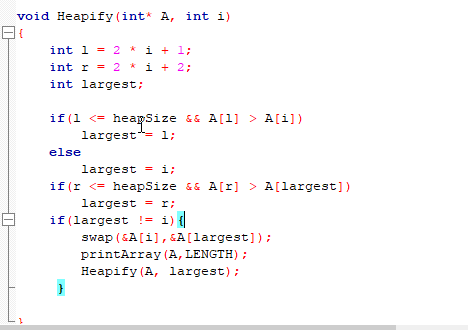 void Heapify(int* A, int i)
{
int l = 2 * i + 1;
int r = 2 * i + 2;
int largest;
if(l <= heapSize && A[l] > A[i])
largest = l;
else
largest = i;
if(r <= heapSize && A[r] > A[largest])
largest = r;
if(largest != i){
swap(&A[i],&A[largest]);
printArray(A,LENGTH);
Heapify(A, largest);
}
}